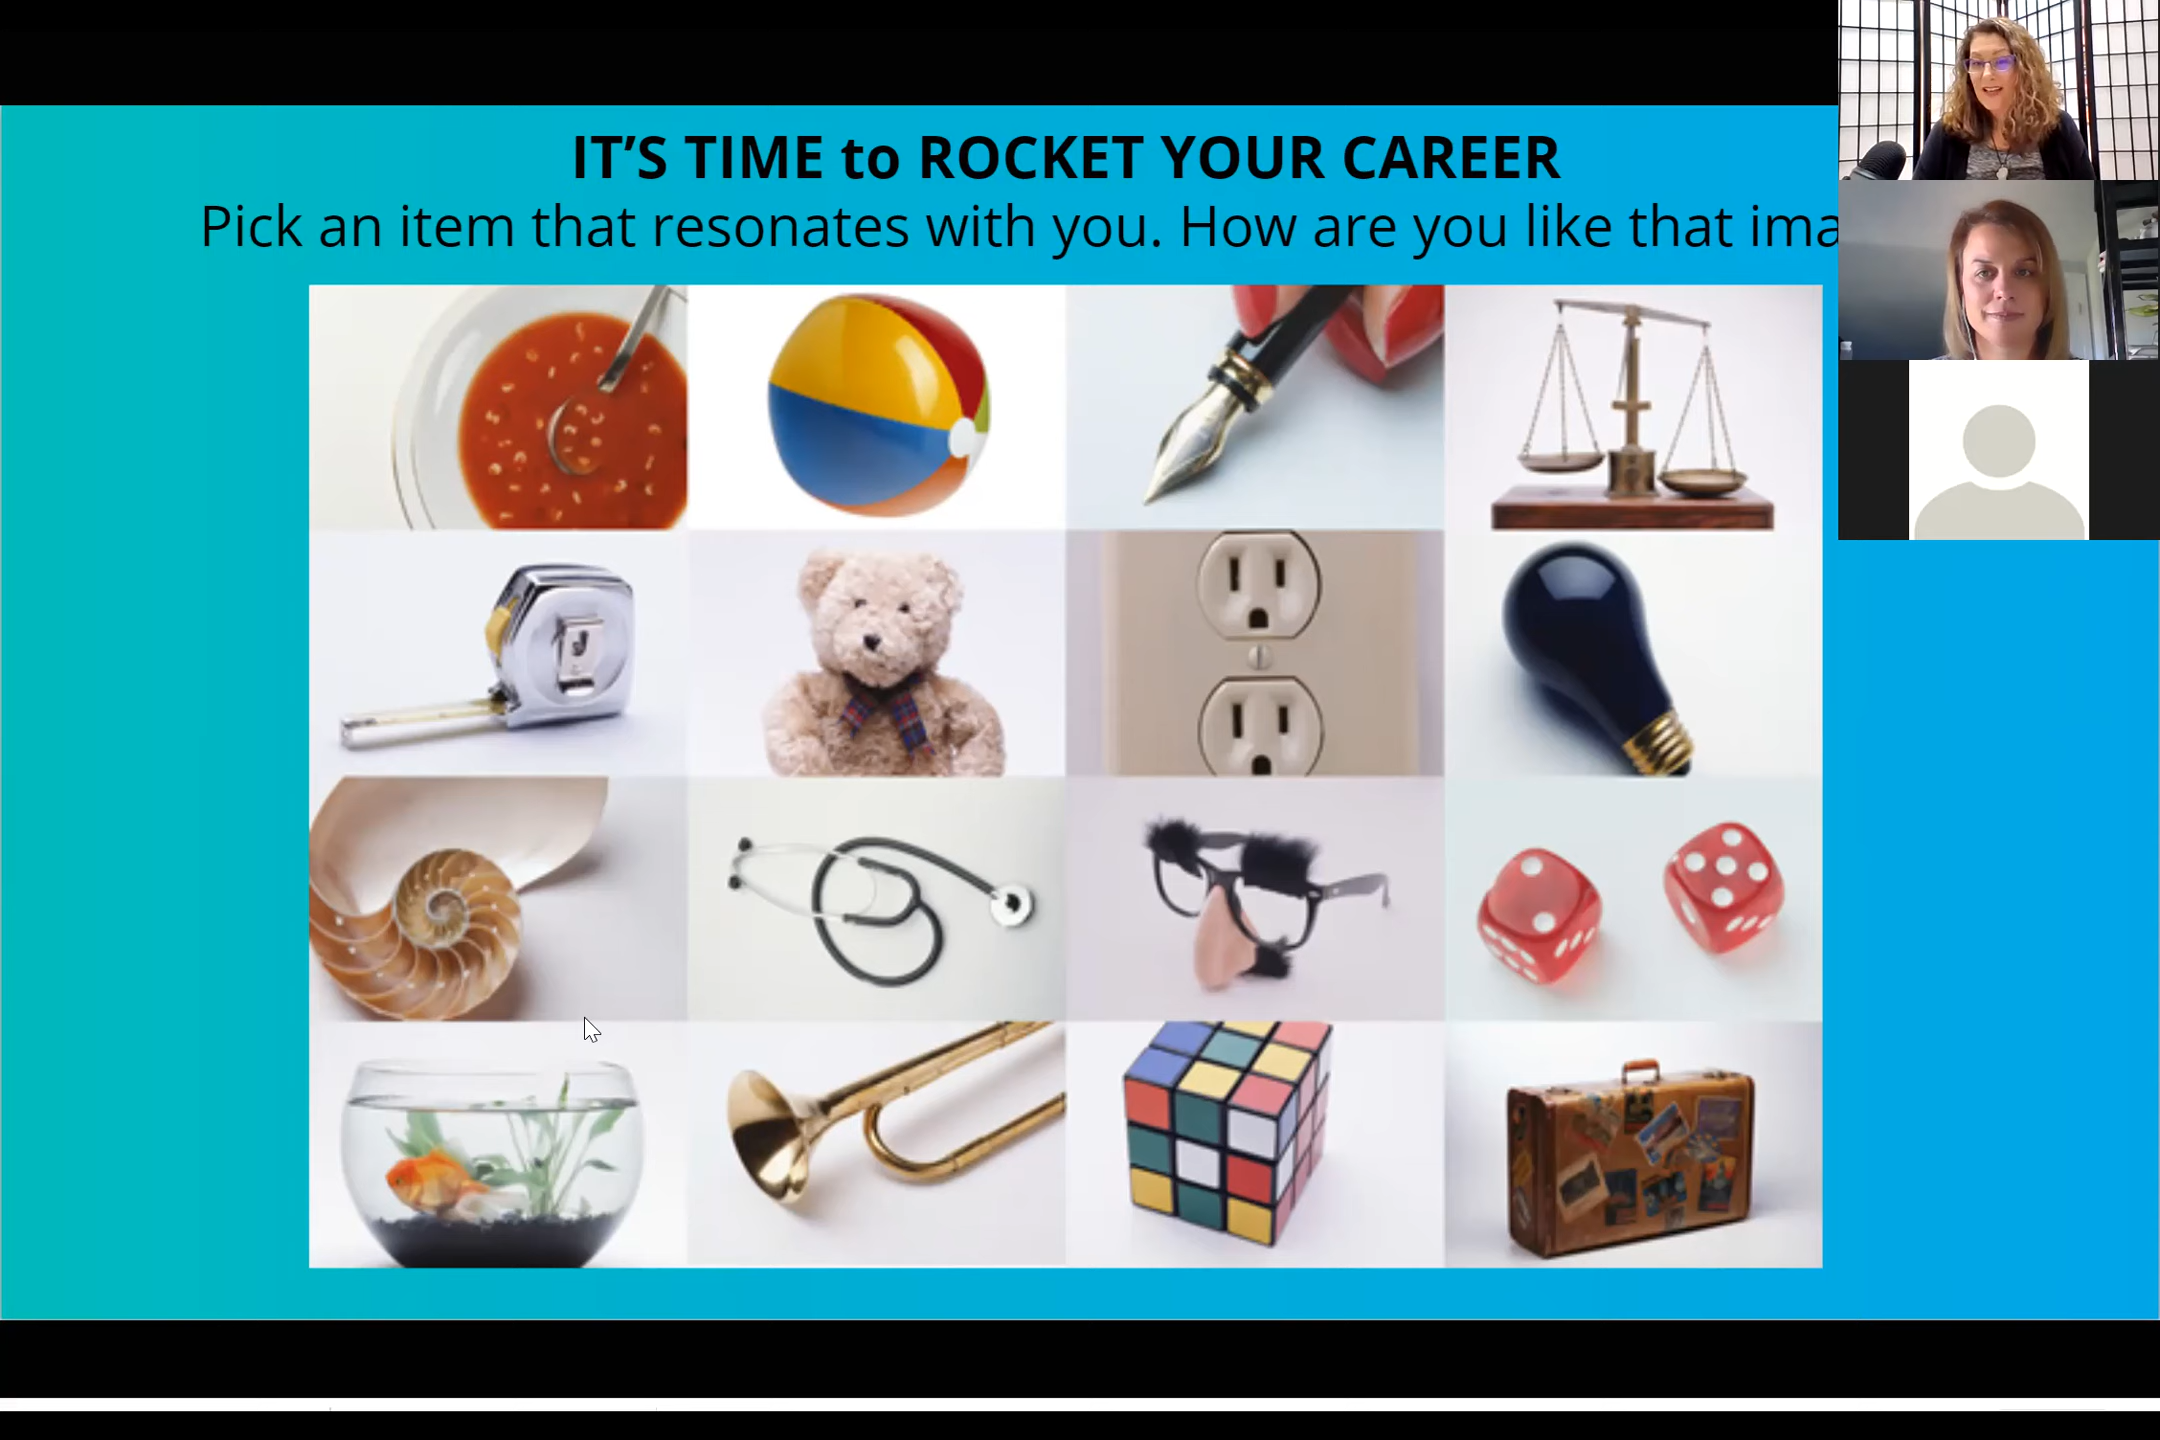 IT’S TIME to ROCKET YOUR CAREER
Pick an item that resonates with you. How are you like that ima